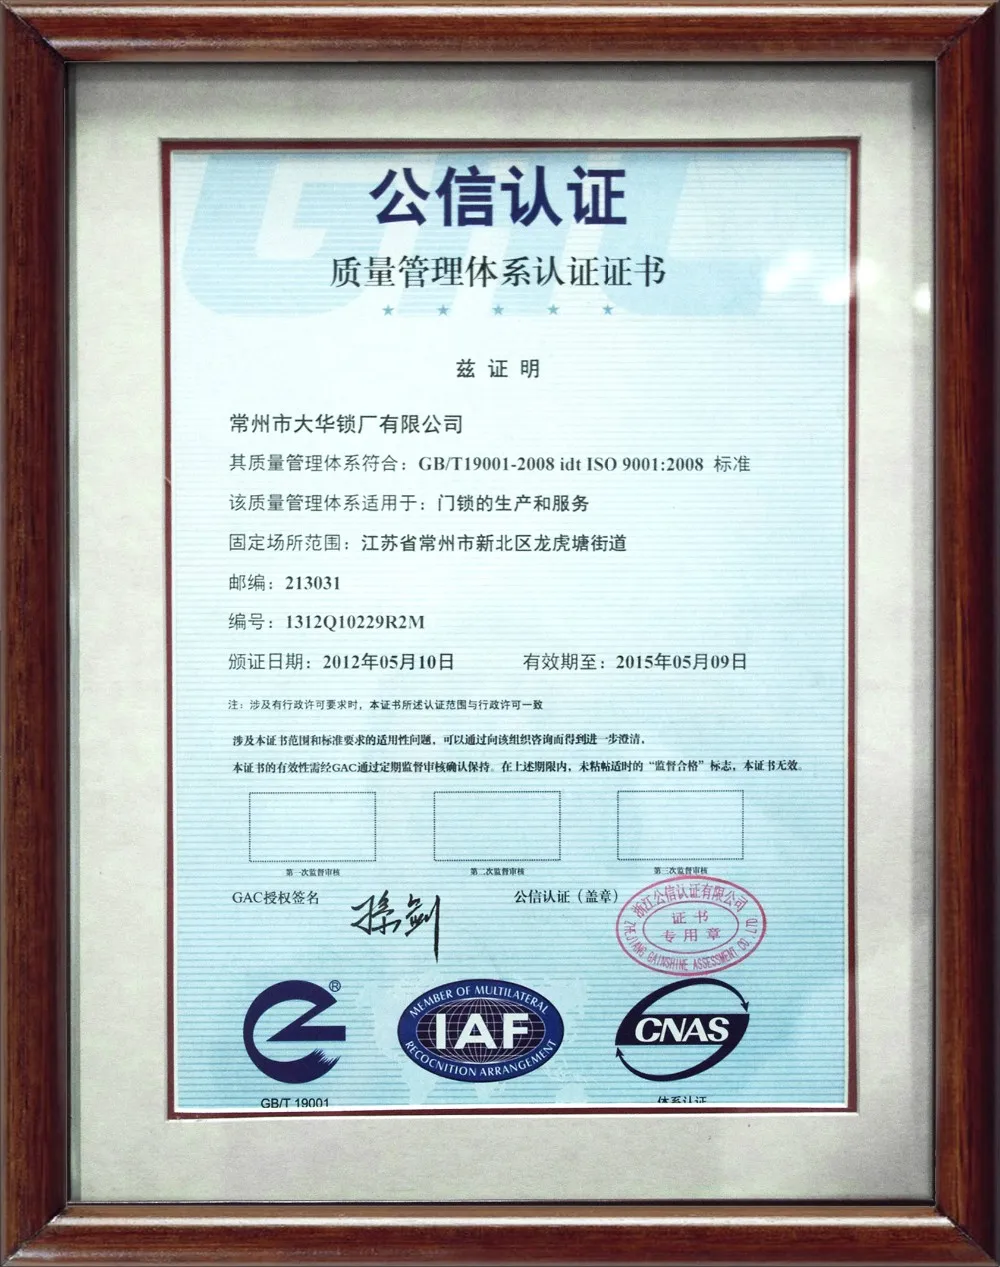 公信认证
质量管理体系认证证书
兹 证 明
常州市大华锁厂有限公司
其质量管理体系符合：GB/T19001-2008 idt ISO 9001:2008 标准
该质量管理体系适用于：门锁的生产和服务
固定场所范围：江苏省常州市新北区龙虎塘街道
邮编：213031
编号：1312Q10229R2M
颁证日期：2012年05月10日 有效期至：2015年05月09日
注：涉及有行政许可要求时，本证书所述认证范围与行政许可一致
涉及本证书范围和标准要求的适用性问题，可以通过向该组织咨询而得到进一步澄清，
本证书的有效性需经GAC通过定期监督审核确认保持。在上述期限内，未粘帖适时的“监督合格”标志，本证书无效。
第一次监督审核 第二次监督审核 第三次监督审核
GAC授权签名 公信认证（盖章）
浙江公信认证有限公司
证书
专用章
ZHEJIANG GAINSHINE ASSESSMENT CO.,LTD.
®
MEMBER OF MULTILATERAL
IAF
RECOCNITION ARRANGEMENT
CNAS
GB/T 19001
体系认证